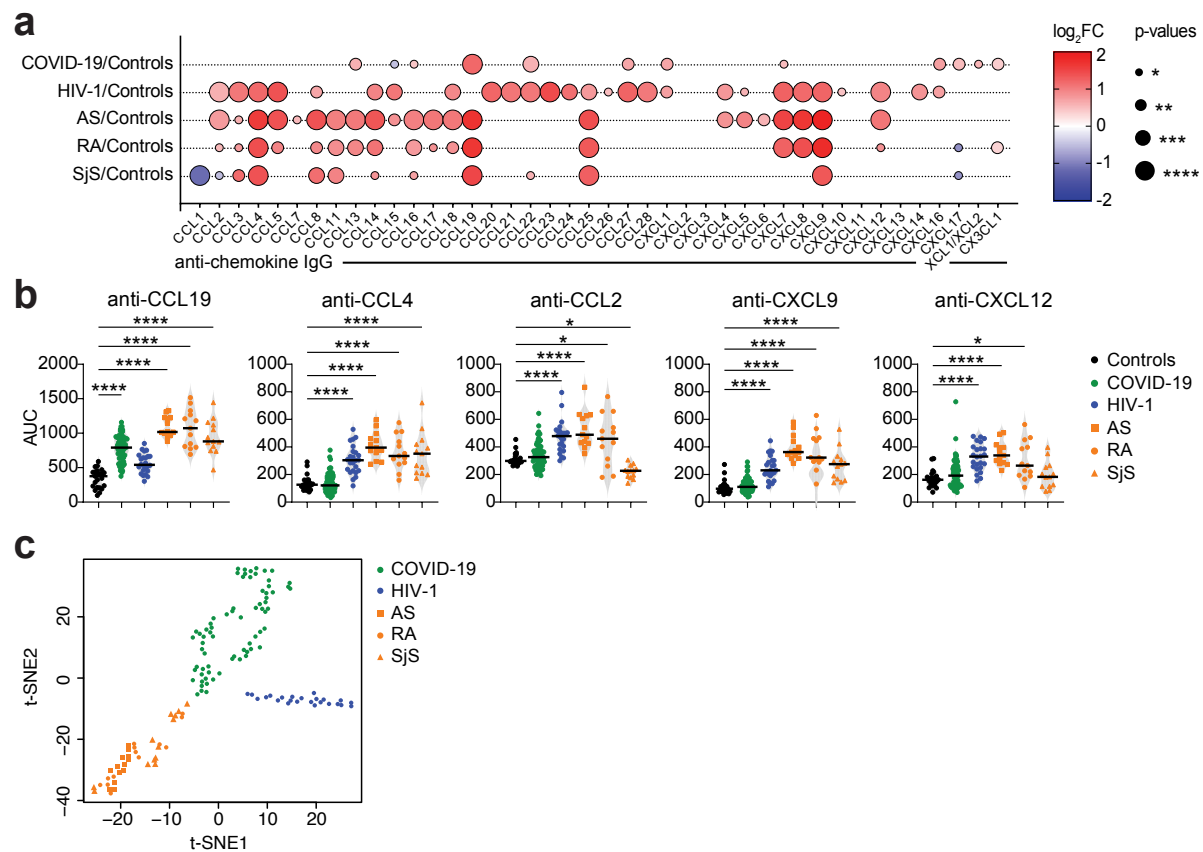 a
log2FC
p-values
COVID-19/Controls
HIV-1/Controls
AS/Controls
RA/Controls
SjS/Controls
2
1
0
-1
-2
*
**
***
****
CCL1
CCL2
CCL3
CCL4
CCL5
CCL7
CCL8
CCL11
CCL13
CCL14
CCL15
CCL16
CCL17
CCL18
CCL19
CCL20
CCL21
CCL22
CCL23
CCL24
CCL25
CCL26
CCL27
CCL28
CXCL1
CXCL2
CXCL3
CXCL4
CXCL5
CXCL6
CXCL7
CXCL8
CXCL9
CXCL10
CXCL11
CXCL12
CXCL13
CXCL14
CXCL16
CXCL17
XCL1/XCL2
CX3CL1
anti-chemokine IgG
b
anti-CCL19
anti-CCL4
anti-CCL2
anti-CXCL9
anti-CXCL12
AUC
2000
1500
1000
500
0
****
****
****
****
1000
800
600
400
200
0
****
****
****
****
1000
800
600
400
200
0
*
*
****
****
1000
800
600
400
200
0
****
****
****
****
1000
800
600
400
200
0
*
****
****
Controls
COVID-19
HIV-1
AS
RA
SjS
c
t-SNE2
20
0
−20
−40
−20
−10
0
10
20
t-SNE1
COVID-19
HIV-1
AS
RA
SjS